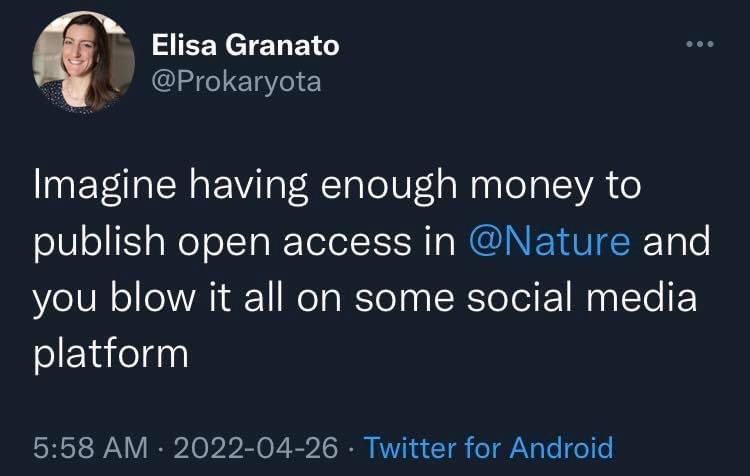 Elisa Granato
@Prokaryota
Imagine having enough money to
publish open access in @Nature and
you blow it all on some social media
platform
5:58 AM · 2022-04-26 · Twitter for Android